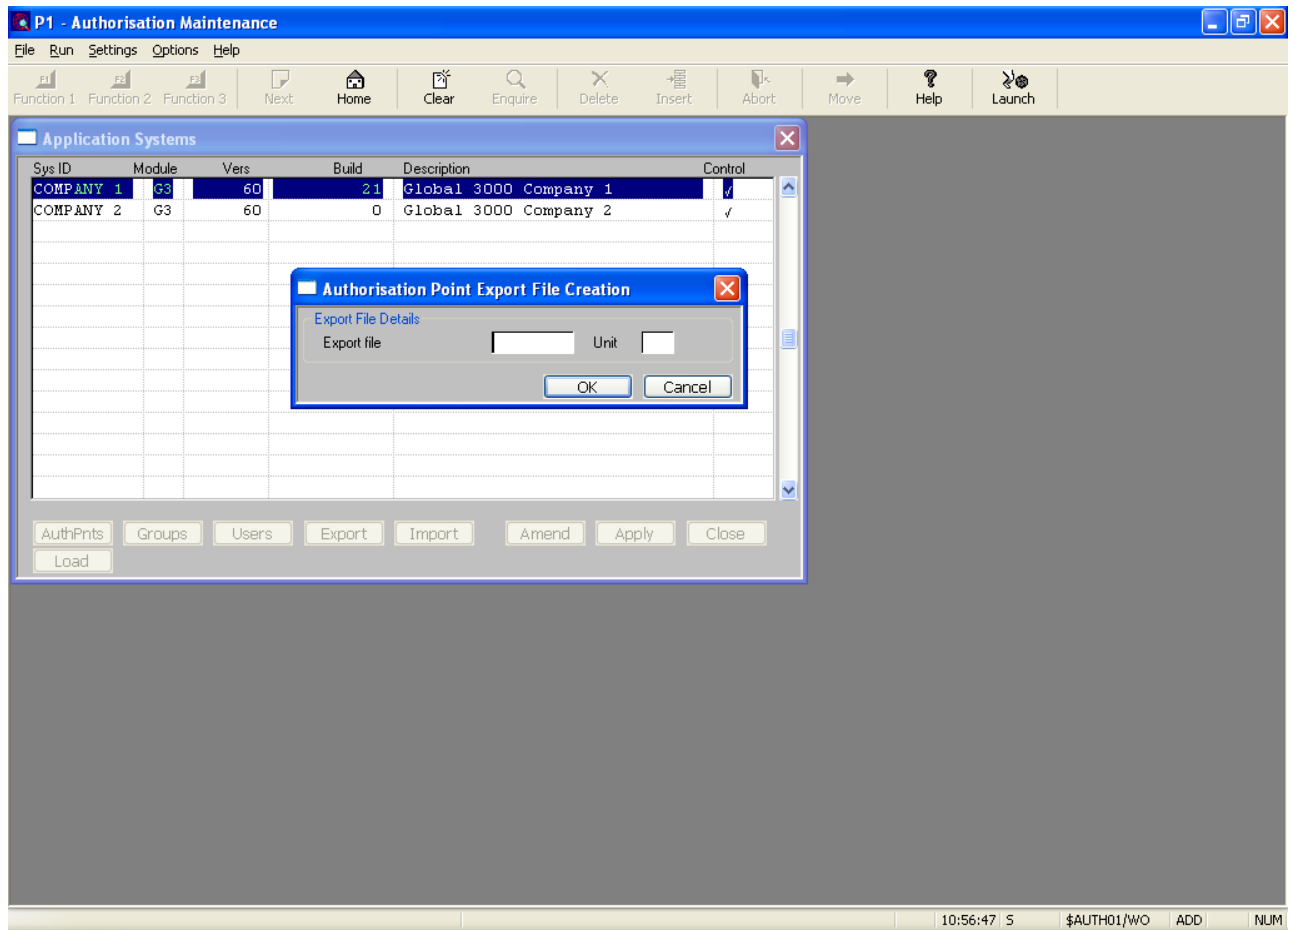 P1 - Authorisation Maintenance
File Run Settings Options Help
F1 F2 F3
Function 1 Function 2 Function 3 Next Home Clear Enquire Delete Insert Abort Move Help Launch
Application Systems
Sys ID Module Vers Build Description Control
COMPANY 1 G3 60 21 Global 3000 Company 1 √
COMPANY 2 G3 60 0 Global 3000 Company 2 √
Authorisation Point Export File Creation
Export File Details
Export file Unit
OK Cancel
AuthPnts Groups Users Export Import Amend Apply Close
Load
10:56:47 S $AUTH01/WO ADD NUM